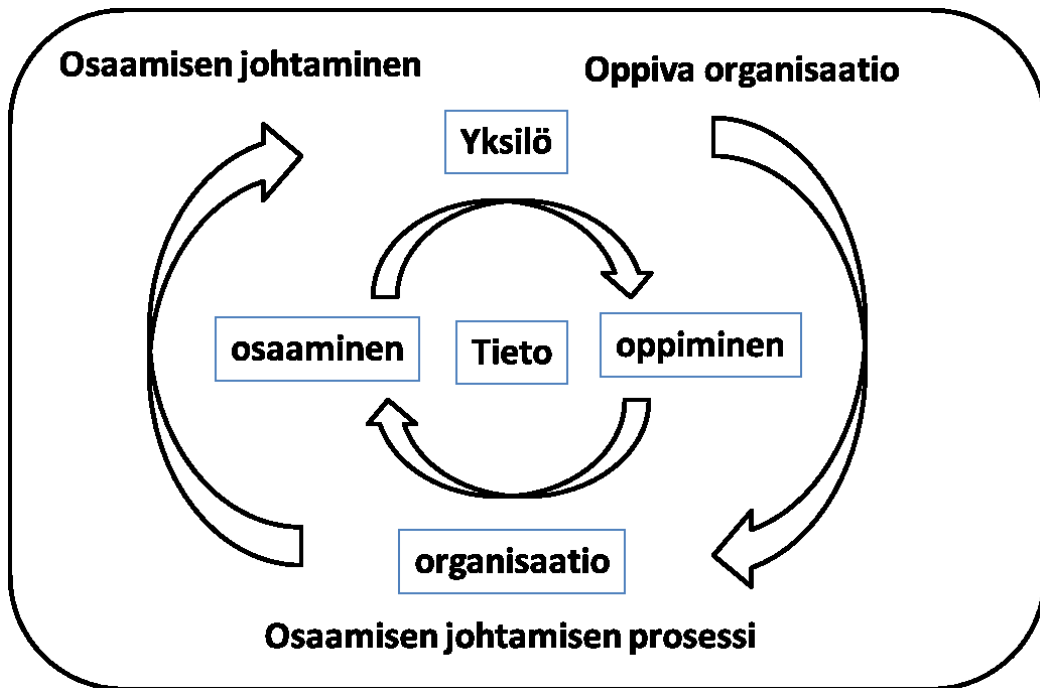 Osaamisen johtaminen
Oppiva organisaatio
Yksilö
osaaminen
Tieto
oppiminen
organisaatio
Osaamisen johtamisen prosessi